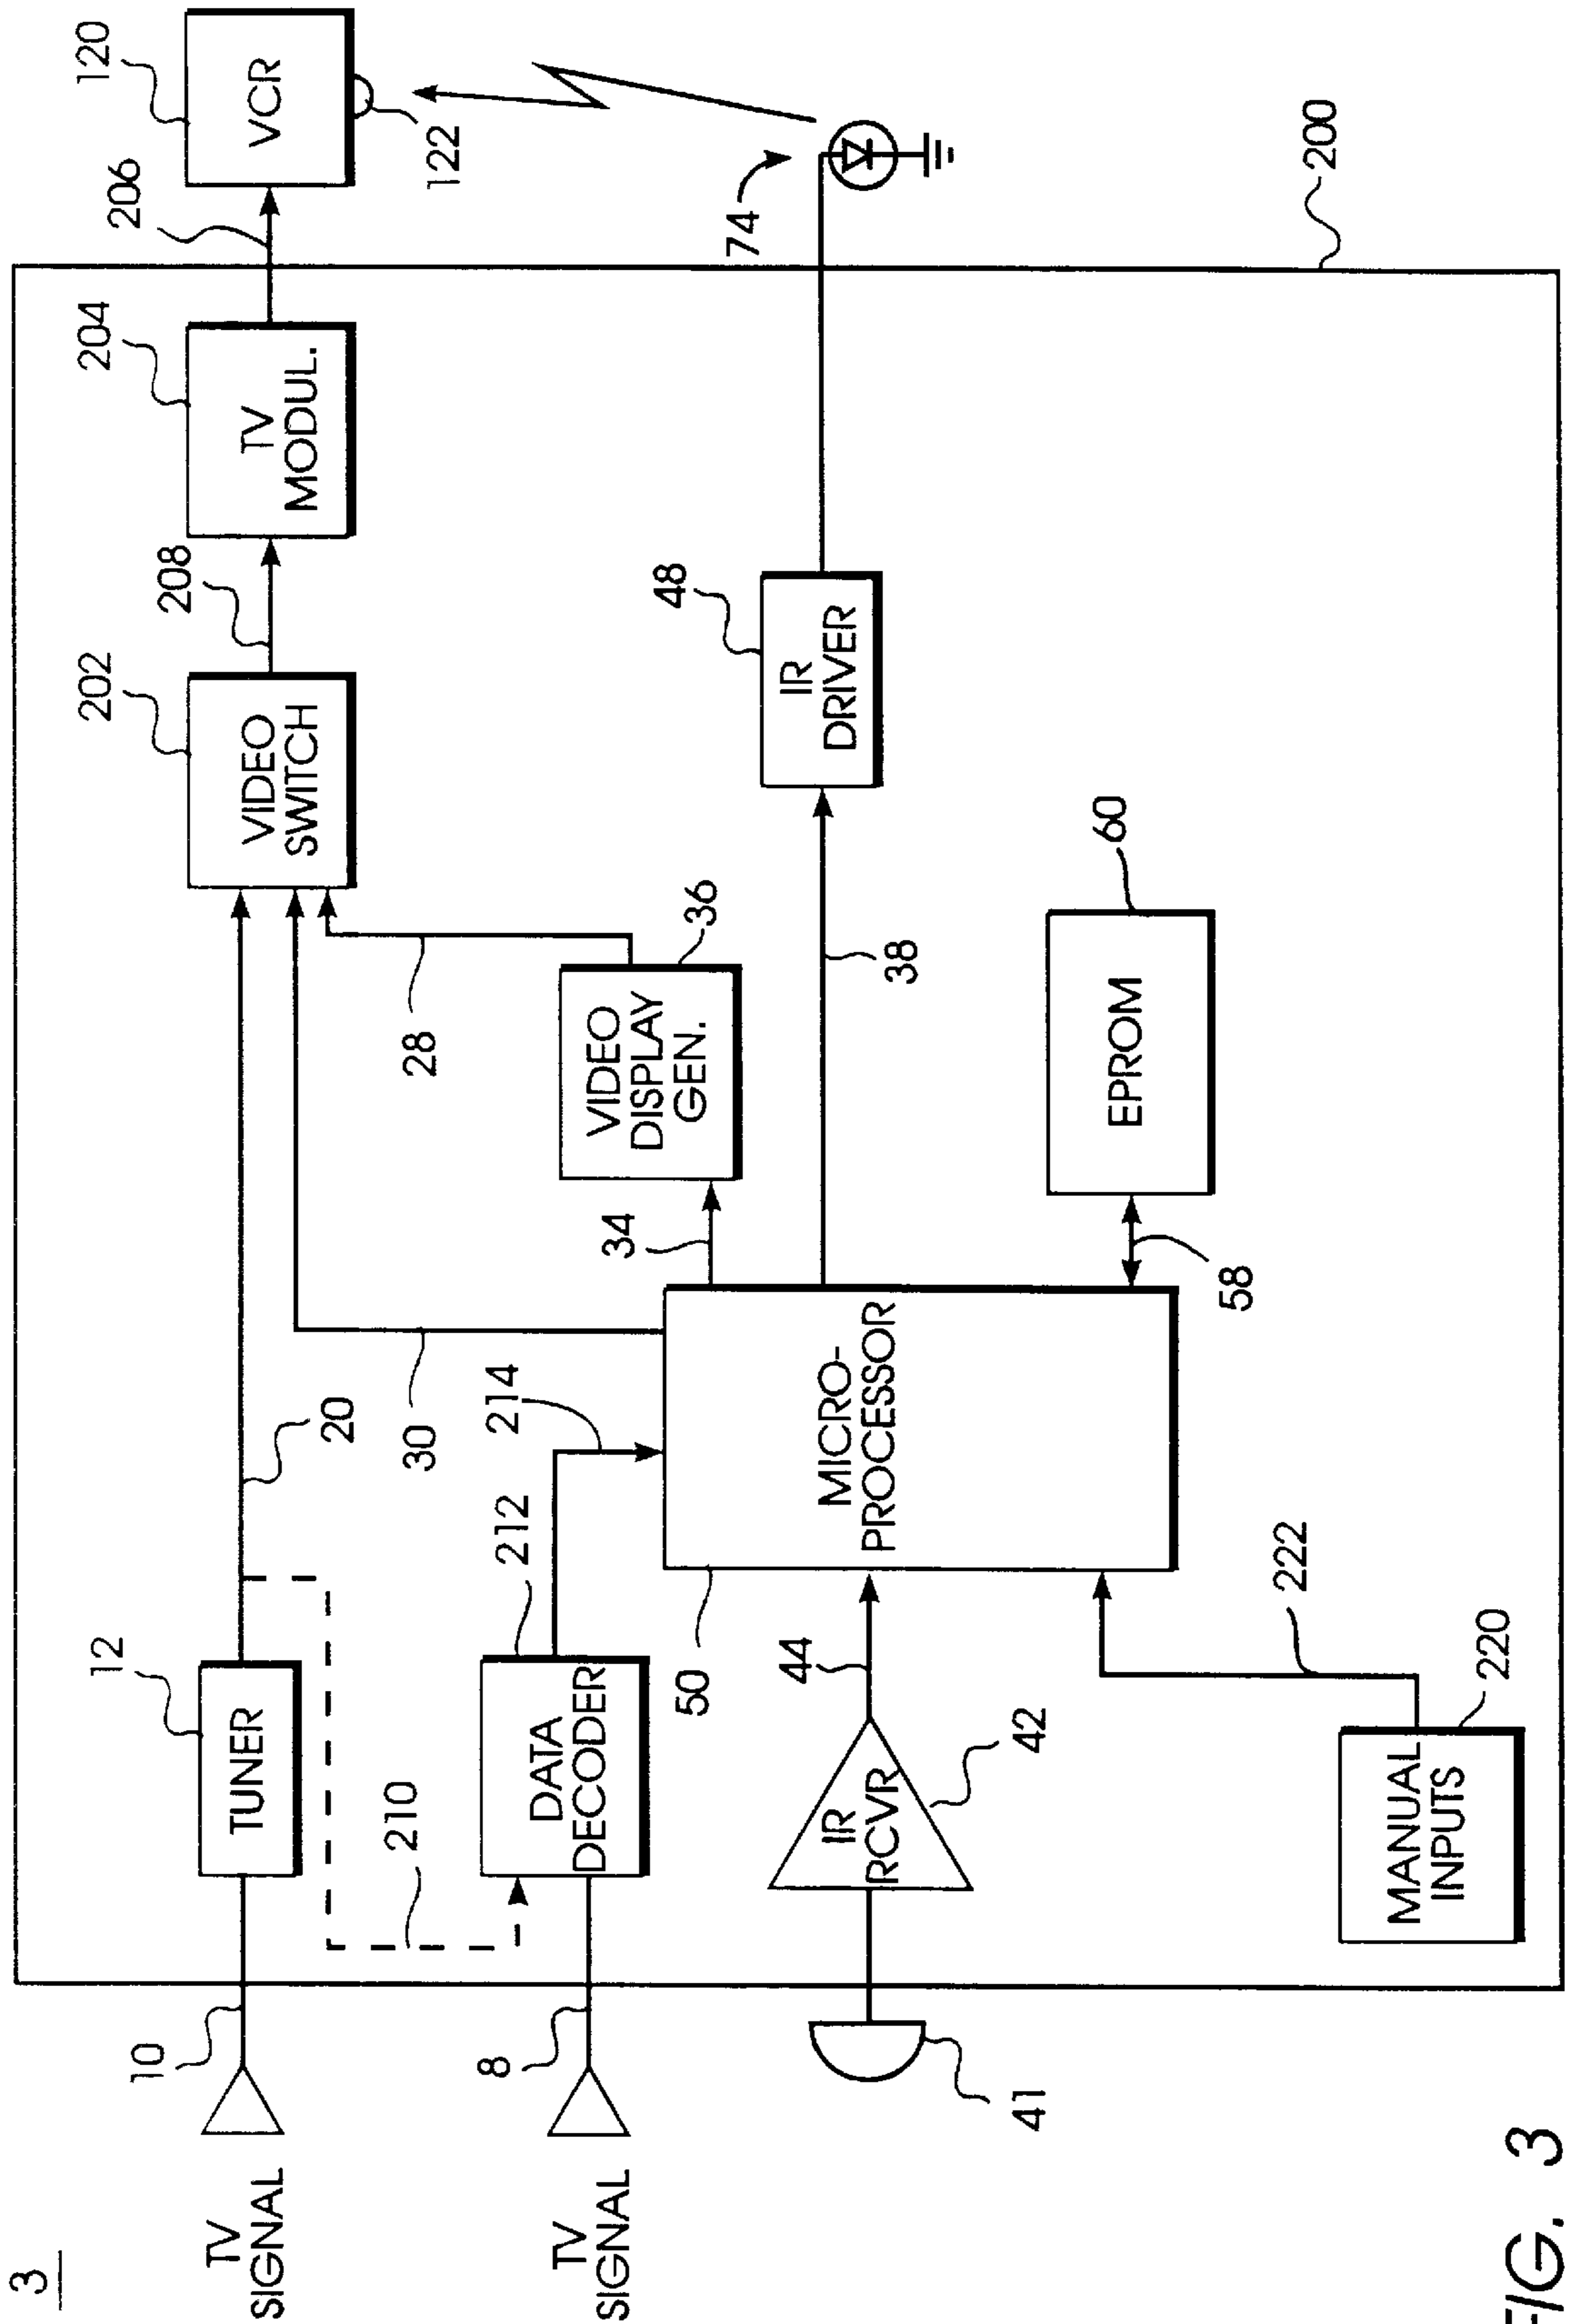 3
TV
SIGNAL
10
12
TUNER
20
202
VIDEO
SWITCH
208
204
TV
MODUL.
206
120
VCR
122
TV
SIGNAL
8
210
212
DATA
DECODER
214
30
28
34
36
VIDEO
DISPLAY
GEN.
41
42
IR
RCVR
44
50
MICRO-
PROCESSOR
38
48
IR
DRIVER
74
58
60
EPROM
200
220
MANUAL
INPUTS
222
FIG. 3